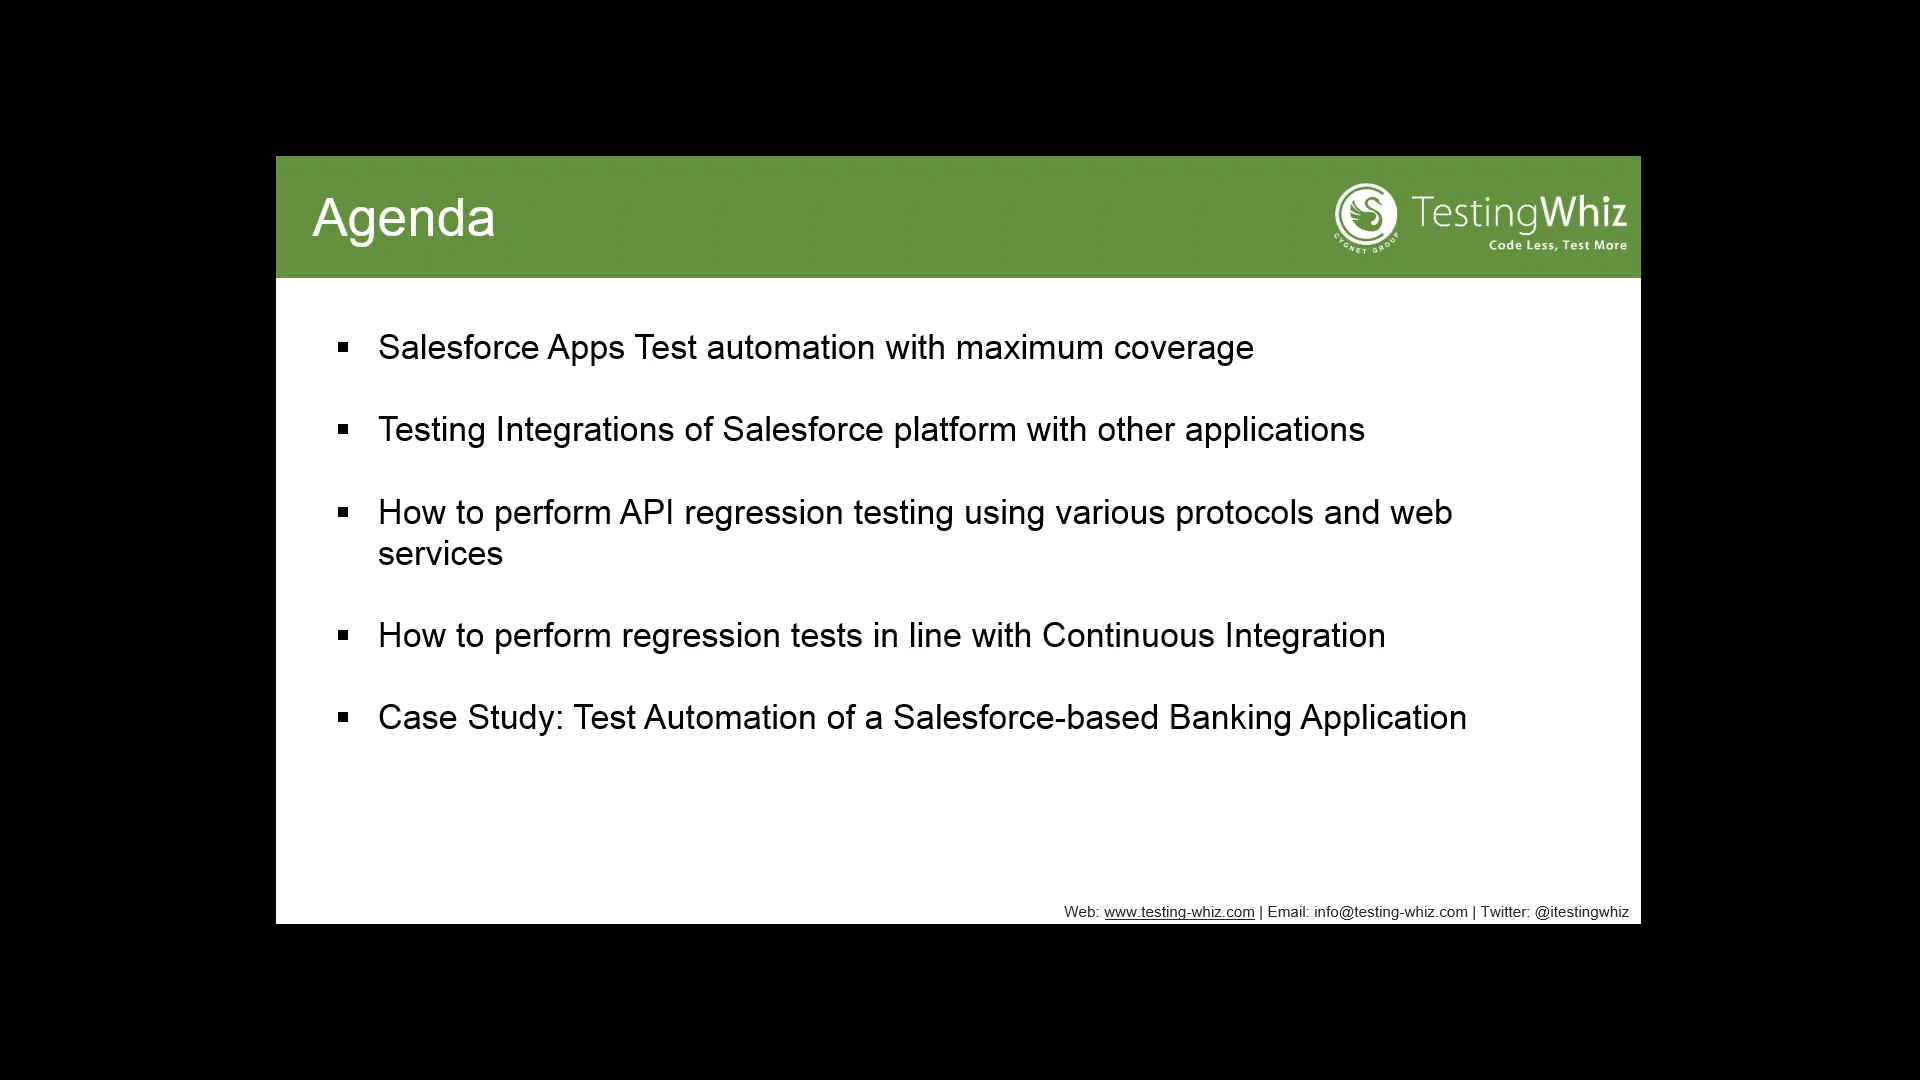 Agenda
CYGNET GROUP
TestingWhiz
Code Less, Test More
▪ Salesforce Apps Test automation with maximum coverage
▪ Testing Integrations of Salesforce platform with other applications
▪ How to perform API regression testing using various protocols and web
services
▪ How to perform regression tests in line with Continuous Integration
▪ Case Study: Test Automation of a Salesforce-based Banking Application
Web: www.testing-whiz.com | Email: info@testing-whiz.com | Twitter: @itestingwhiz